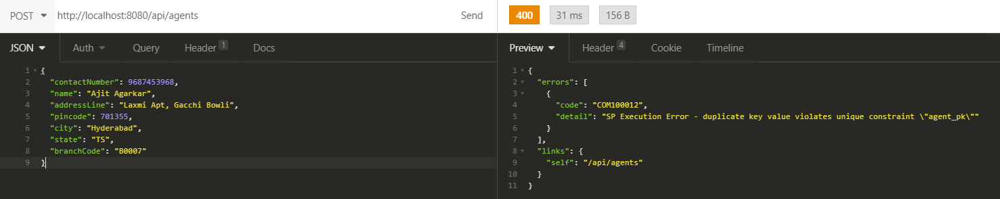 POST http://localhost:8080/api/agents Send
JSON Auth Query Header 1 Docs
1 {
2 "contactNumber": 9687453968,
3 "name": "Ajit Agarkar",
4 "addressLine": "Laxmi Apt, Gacchi Bowli",
5 "pincode": 701355,
6 "city": "Hyderabad",
7 "state": "TS",
8 "branchCode": "B0007"
9 }
400 31 ms 156 B
Preview Header 4 Cookie Timeline
1 {
2 "errors": [
3 {
4 "code": "COM100012",
5 "detail": "SP Execution Error - duplicate key value violates unique constraint \"agent_pk\""
6 }
7 ],
8 "links": {
9 "self": "/api/agents"
10 }
11 }